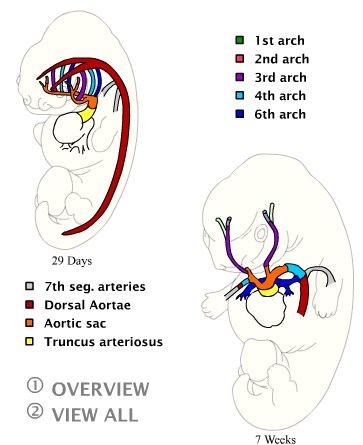 1st arch
2nd arch
3rd arch
4th arch
6th arch
29 Days
7th seg. arteries
Dorsal Aortae
Aortic sac
Truncus arteriosus
① OVERVIEW
② VIEW ALL
7 Weeks